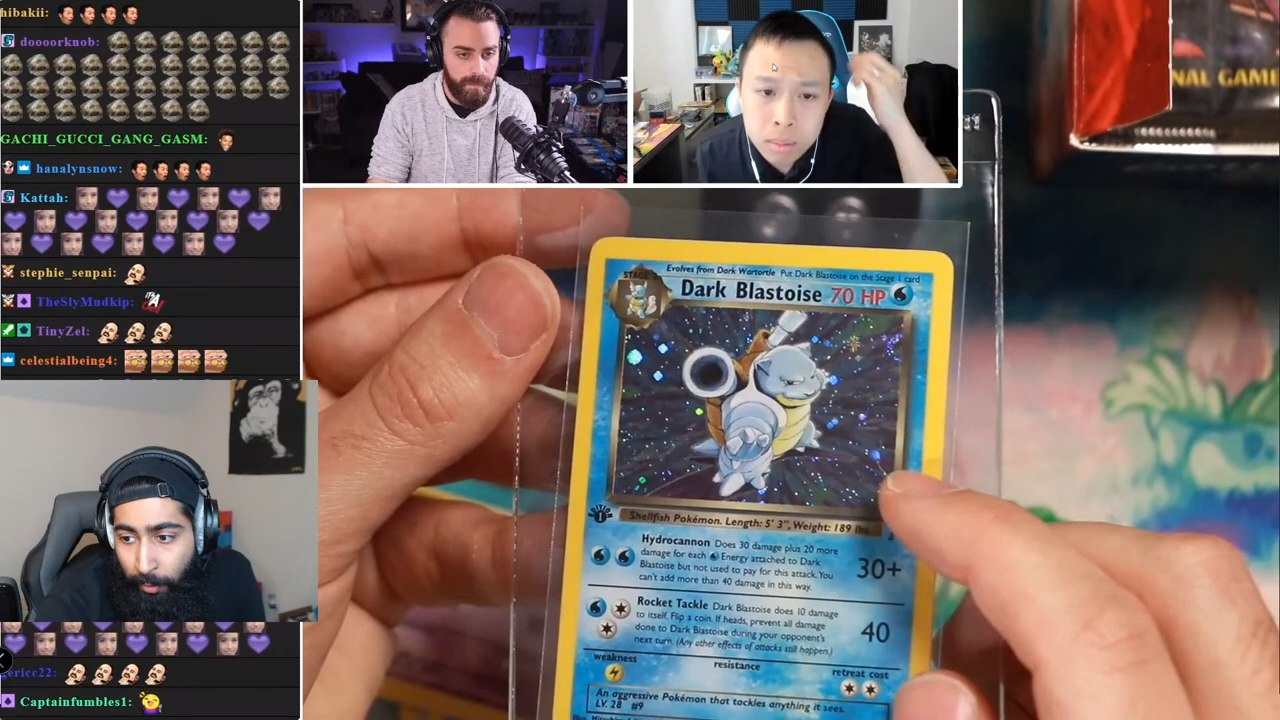 hibakii:
doooorknob:
GACHI_GUCCI_GANG_GASM:
hanalynsnow:
Kattah:
stephie_senpai:
TheSlyMudkip:
TinyZel:
celestialbeing4:
ericc22:
Captainfumbles1:
NAL GAME
STAGE
Evolves from Dark Wartortle Put Dark Blastoise on the Stage 1 card
Dark Blastoise 70 HP
Shellfish Pokémon. Length: 5' 3", Weight: 189 lbs.
Hydrocannon Does 30 damage plus 20 more
damage for each Energy attached to Dark
Blastoise but not used to pay for this attack. You
can't add more than 40 damage in this way.
30+
Rocket Tackle Dark Blastoise does 10 damage
to itself. Flip a coin. If heads, prevent all damage
done to Dark Blastoise during your opponent's
next turn. (Any other effects of attacks still happen.)
40
weakness
resistance
retreat cost
An aggressive Pokémon that tackles anything it sees.
LV. 28 #9